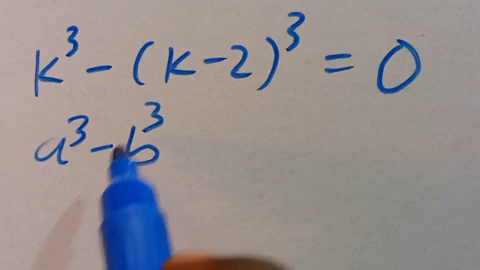 k³ - (k-2)³ = 0
a³ - b³